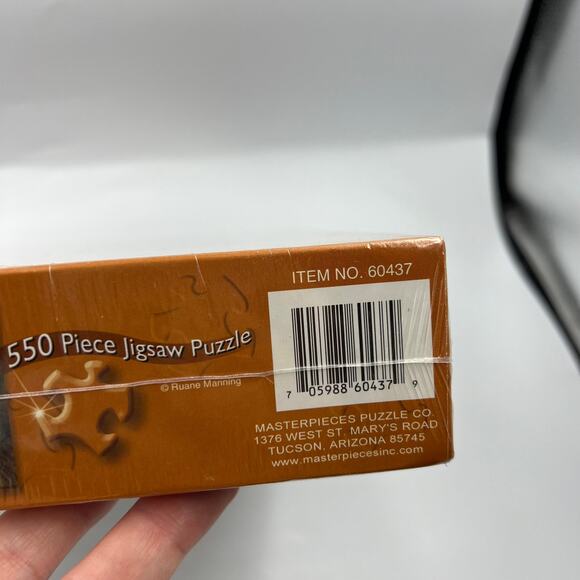 550 Piece Jigsaw Puzzle
© Ruane Manning
ITEM NO. 60437
7 05988 60437 9
MASTERPIECES PUZZLE CO.
1376 WEST ST. MARY'S ROAD
TUCSON, ARIZONA 85745
www.masterpiecesinc.com